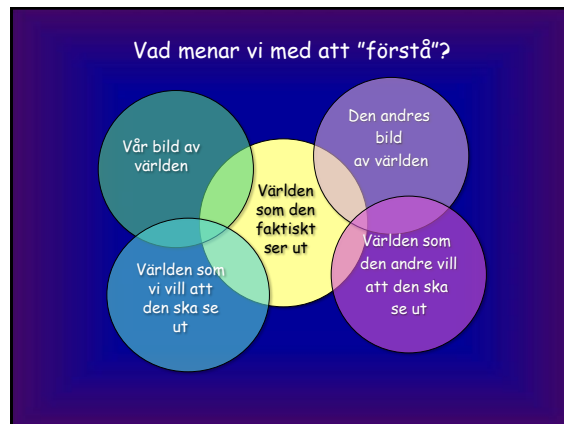 Vad menar vi med att ”förstå”?
Vår bild av
världen
Den andres
bild
av världen
Världen
som den
faktiskt
ser ut
Världen som
vi vill att
den ska se
ut
Världen som
den andre vill
att den ska
se ut